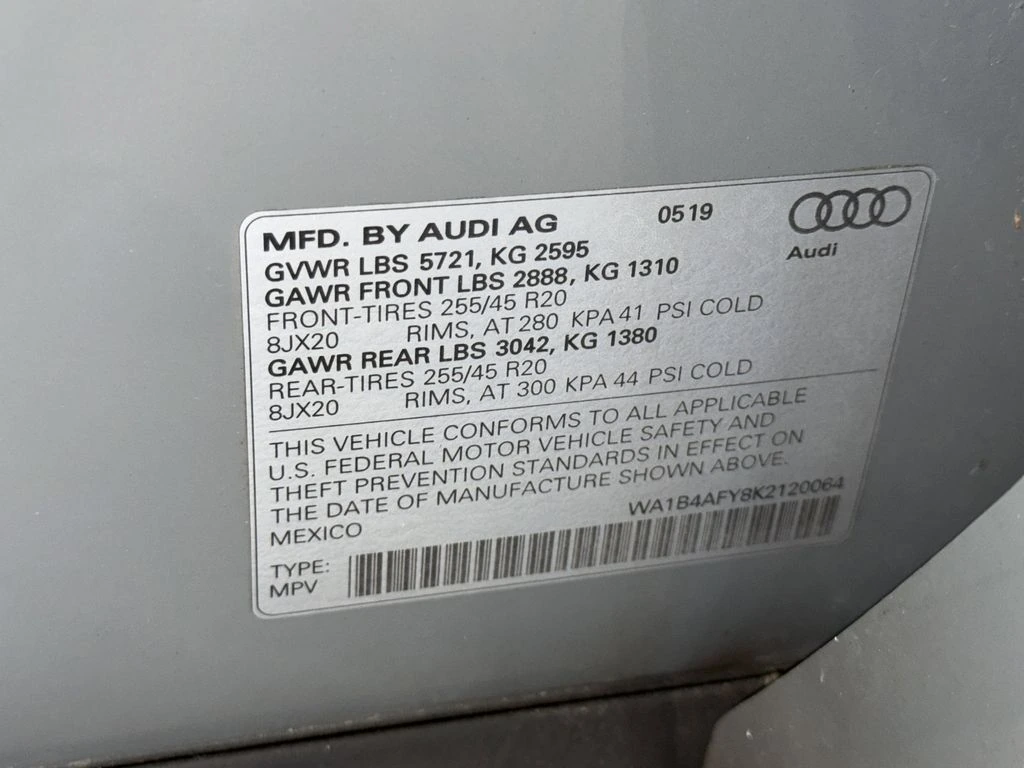 MFD. BY AUDI AG 0519
Audi
GVWR LBS 5721, KG 2595
GAWR FRONT LBS 2888, KG 1310
FRONT-TIRES 255/45 R20
8JX20 RIMS, AT 280 KPA 41 PSI COLD
GAWR REAR LBS 3042, KG 1380
REAR-TIRES 255/45 R20
8JX20 RIMS, AT 300 KPA 44 PSI COLD
THIS VEHICLE CONFORMS TO ALL APPLICABLE
U.S. FEDERAL MOTOR VEHICLE SAFETY AND
THEFT PREVENTION STANDARDS IN EFFECT ON
THE DATE OF MANUFACTURE SHOWN ABOVE.
MEXICO WA1B4AFY8K2120064
TYPE:
MPV